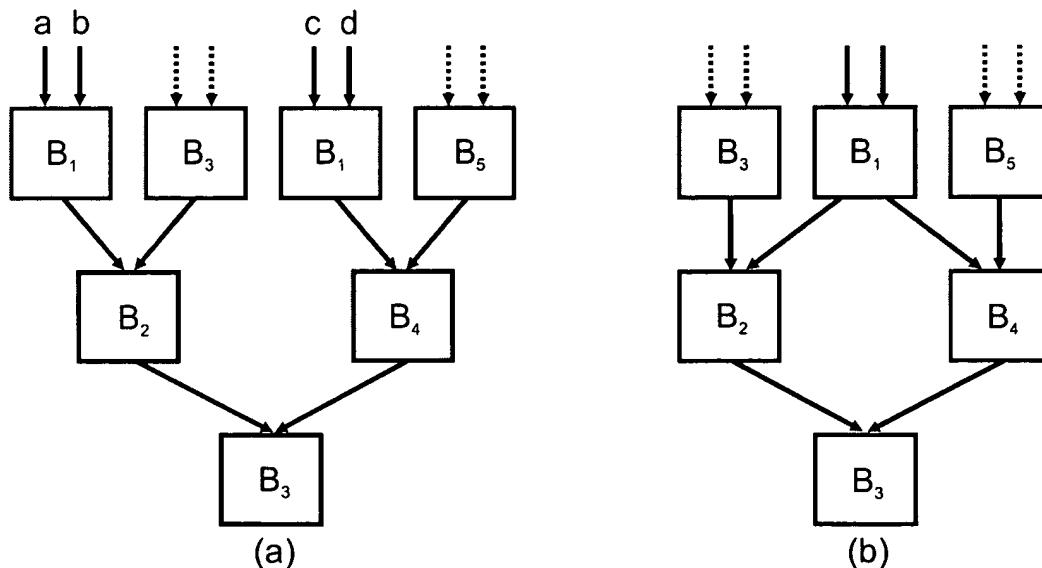 a b c d
B₁ B₃ B₁ B₅ B₃ B₁ B₅
B₂ B₄ B₂ B₄
B₃ B₃
(a) (b)